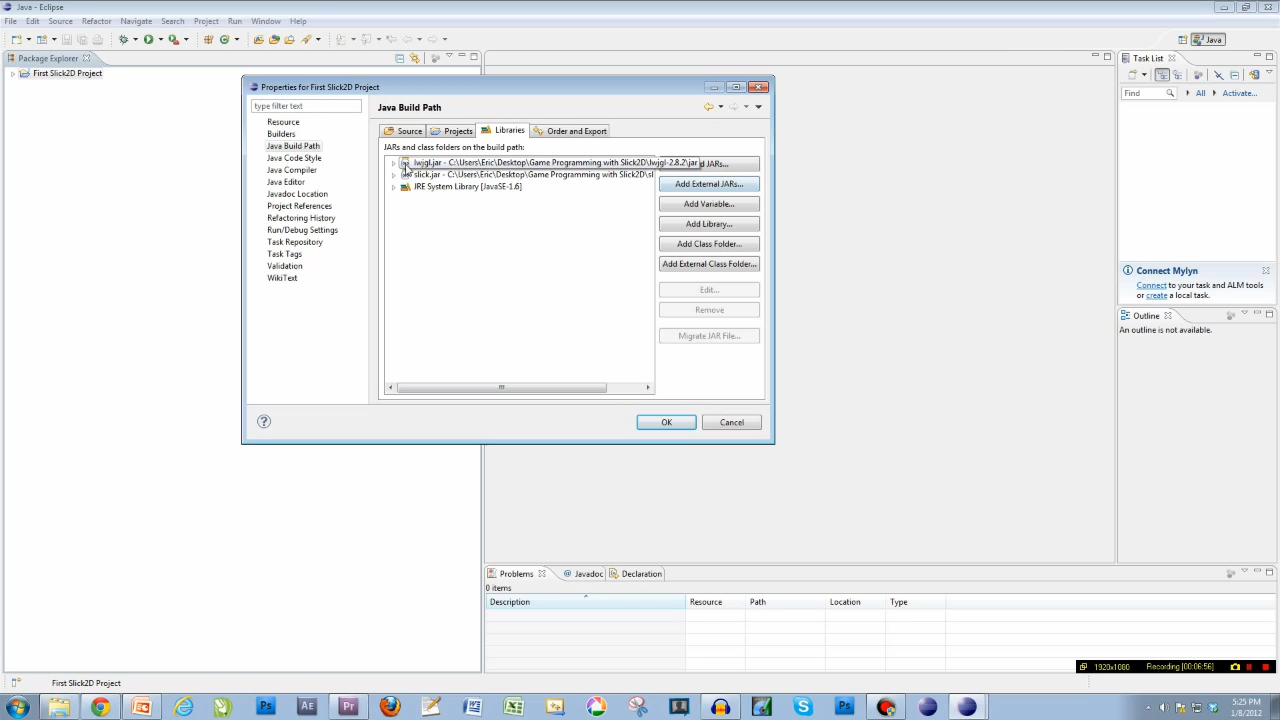 Java - Eclipse
File Edit Source Refactor Navigate Search Project Run Window Help
Java
Package Explorer
First Slick2D Project
Properties for First Slick2D Project
type filter text
Resource
Builders
Java Build Path
Java Code Style
Java Compiler
Java Editor
Javadoc Location
Project References
Refactoring History
Run/Debug Settings
Task Repository
Task Tags
Validation
WikiText
Java Build Path
Source Projects Libraries Order and Export
JARs and class folders on the build path:
lwjgl.jar - C:\Users\Eric\Desktop\Game Programming with Slick2D\lwjgl-2.8.2\jar
slick.jar - C:\Users\Eric\Desktop\Game Programming with Slick2D\sl
JRE System Library [JavaSE-1.6]
d JARs...
Add External JARs...
Add Variable...
Add Library...
Add Class Folder...
Add External Class Folder...
Edit...
Remove
Migrate JAR File...
OK Cancel
Task List
Find All Activate...
Connect Mylyn
Connect to your task and ALM tools
or create a local task.
Outline
An outline is not available.
Problems Javadoc Declaration
0 items
Description Resource Path Location Type
1920x1080 Recording [00:06:56]
First Slick2D Project
5:25 PM
1/8/2012